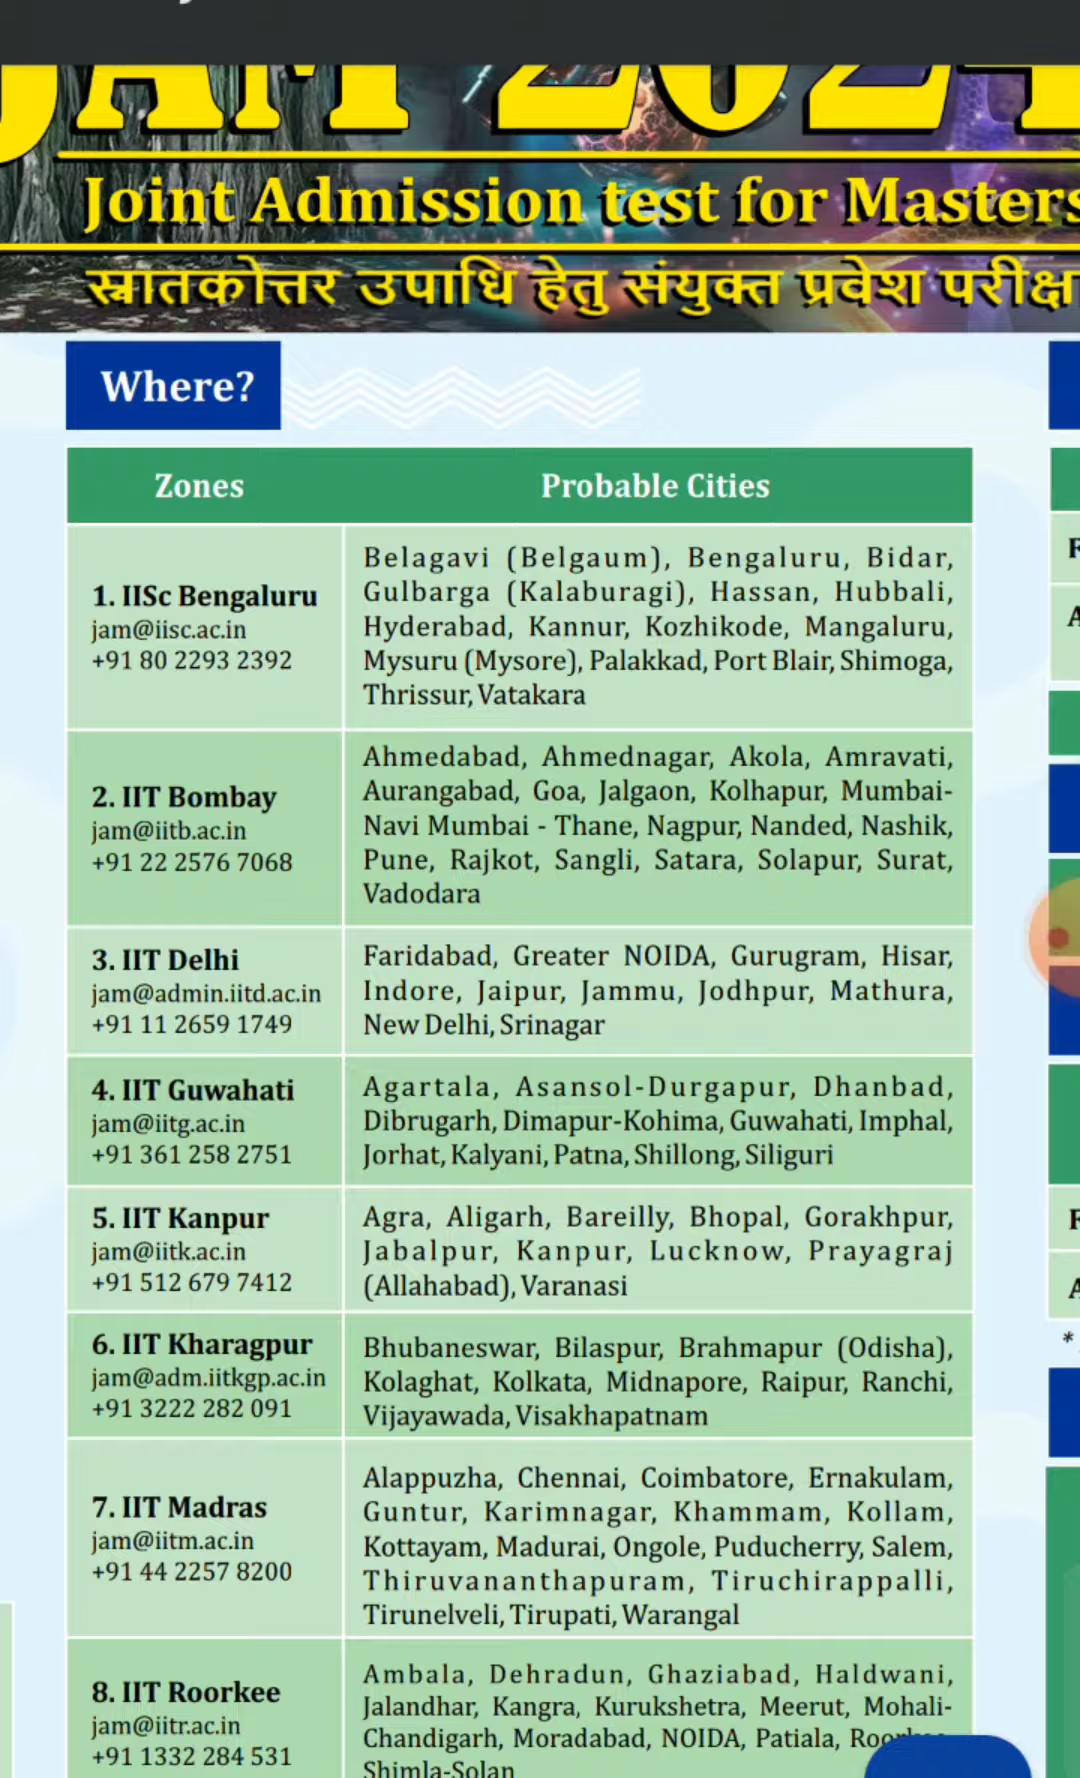 JAM 2024
Joint Admission test for Masters
स्नातकोत्तर उपाधि हेतु संयुक्त प्रवेश परीक्षा
Where?
Zones
Probable Cities
1. IISc Bengaluru
jam@iisc.ac.in
+91 80 2293 2392
Belagavi (Belgaum), Bengaluru, Bidar,
Gulbarga (Kalaburagi), Hassan, Hubbali,
Hyderabad, Kannur, Kozhikode, Mangaluru,
Mysuru (Mysore), Palakkad, Port Blair, Shimoga,
Thrissur, Vatakara
2. IIT Bombay
jam@iitb.ac.in
+91 22 2576 7068
Ahmedabad, Ahmednagar, Akola, Amravati,
Aurangabad, Goa, Jalgaon, Kolhapur, Mumbai-
Navi Mumbai - Thane, Nagpur, Nanded, Nashik,
Pune, Rajkot, Sangli, Satara, Solapur, Surat,
Vadodara
3. IIT Delhi
jam@admin.iitd.ac.in
+91 11 2659 1749
Faridabad, Greater NOIDA, Gurugram, Hisar,
Indore, Jaipur, Jammu, Jodhpur, Mathura,
New Delhi, Srinagar
4. IIT Guwahati
jam@iitg.ac.in
+91 361 258 2751
Agartala, Asansol-Durgapur, Dhanbad,
Dibrugarh, Dimapur-Kohima, Guwahati, Imphal,
Jorhat, Kalyani, Patna, Shillong, Siliguri
5. IIT Kanpur
jam@iitk.ac.in
+91 512 679 7412
Agra, Aligarh, Bareilly, Bhopal, Gorakhpur,
Jabalpur, Kanpur, Lucknow, Prayagraj
(Allahabad), Varanasi
6. IIT Kharagpur
jam@adm.iitkgp.ac.in
+91 3222 282 091
Bhubaneswar, Bilaspur, Brahmapur (Odisha),
Kolaghat, Kolkata, Midnapore, Raipur, Ranchi,
Vijayawada, Visakhapatnam
7. IIT Madras
jam@iitm.ac.in
+91 44 2257 8200
Alappuzha, Chennai, Coimbatore, Ernakulam,
Guntur, Karimnagar, Khammam, Kollam,
Kottayam, Madurai, Ongole, Puducherry, Salem,
Thiruvananthapuram, Tiruchirappalli,
Tirunelveli, Tirupati, Warangal
8. IIT Roorkee
jam@iitr.ac.in
+91 1332 284 531
Ambala, Dehradun, Ghaziabad, Haldwani,
Jalandhar, Kangra, Kurukshetra, Meerut, Mohali-
Chandigarh, Moradabad, NOIDA, Patiala,
Shimla-Solan